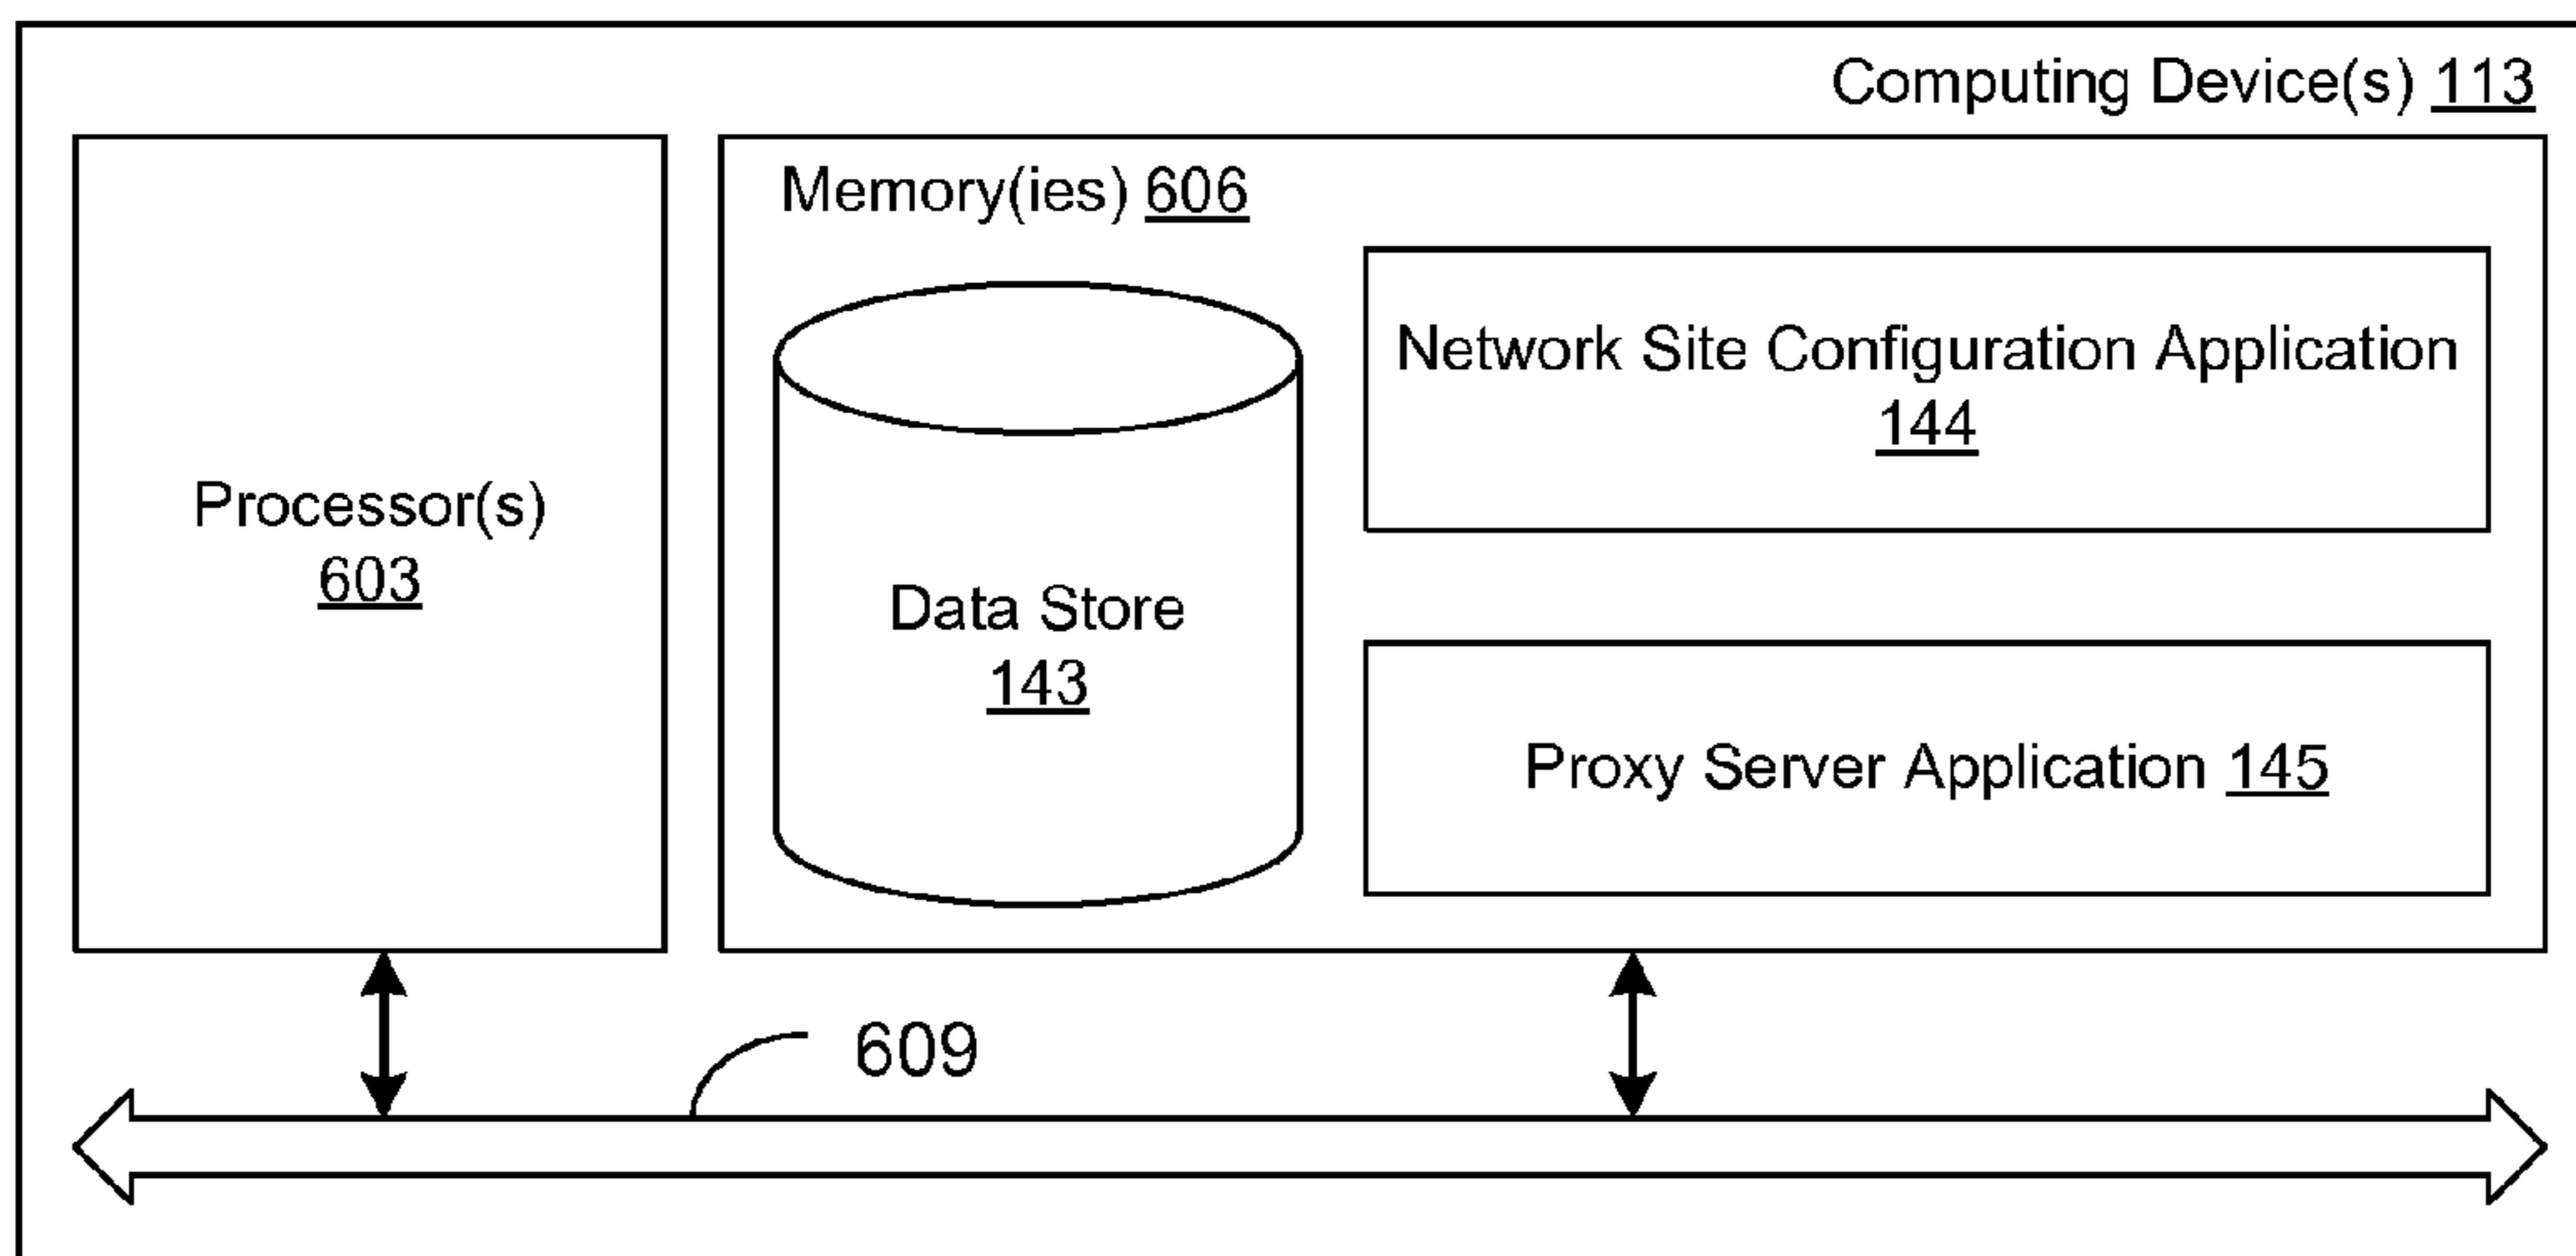 Computing Device(s) 113
Memory(ies) 606
Network Site Configuration Application
144
Processor(s)
603
Data Store
143
Proxy Server Application 145
609